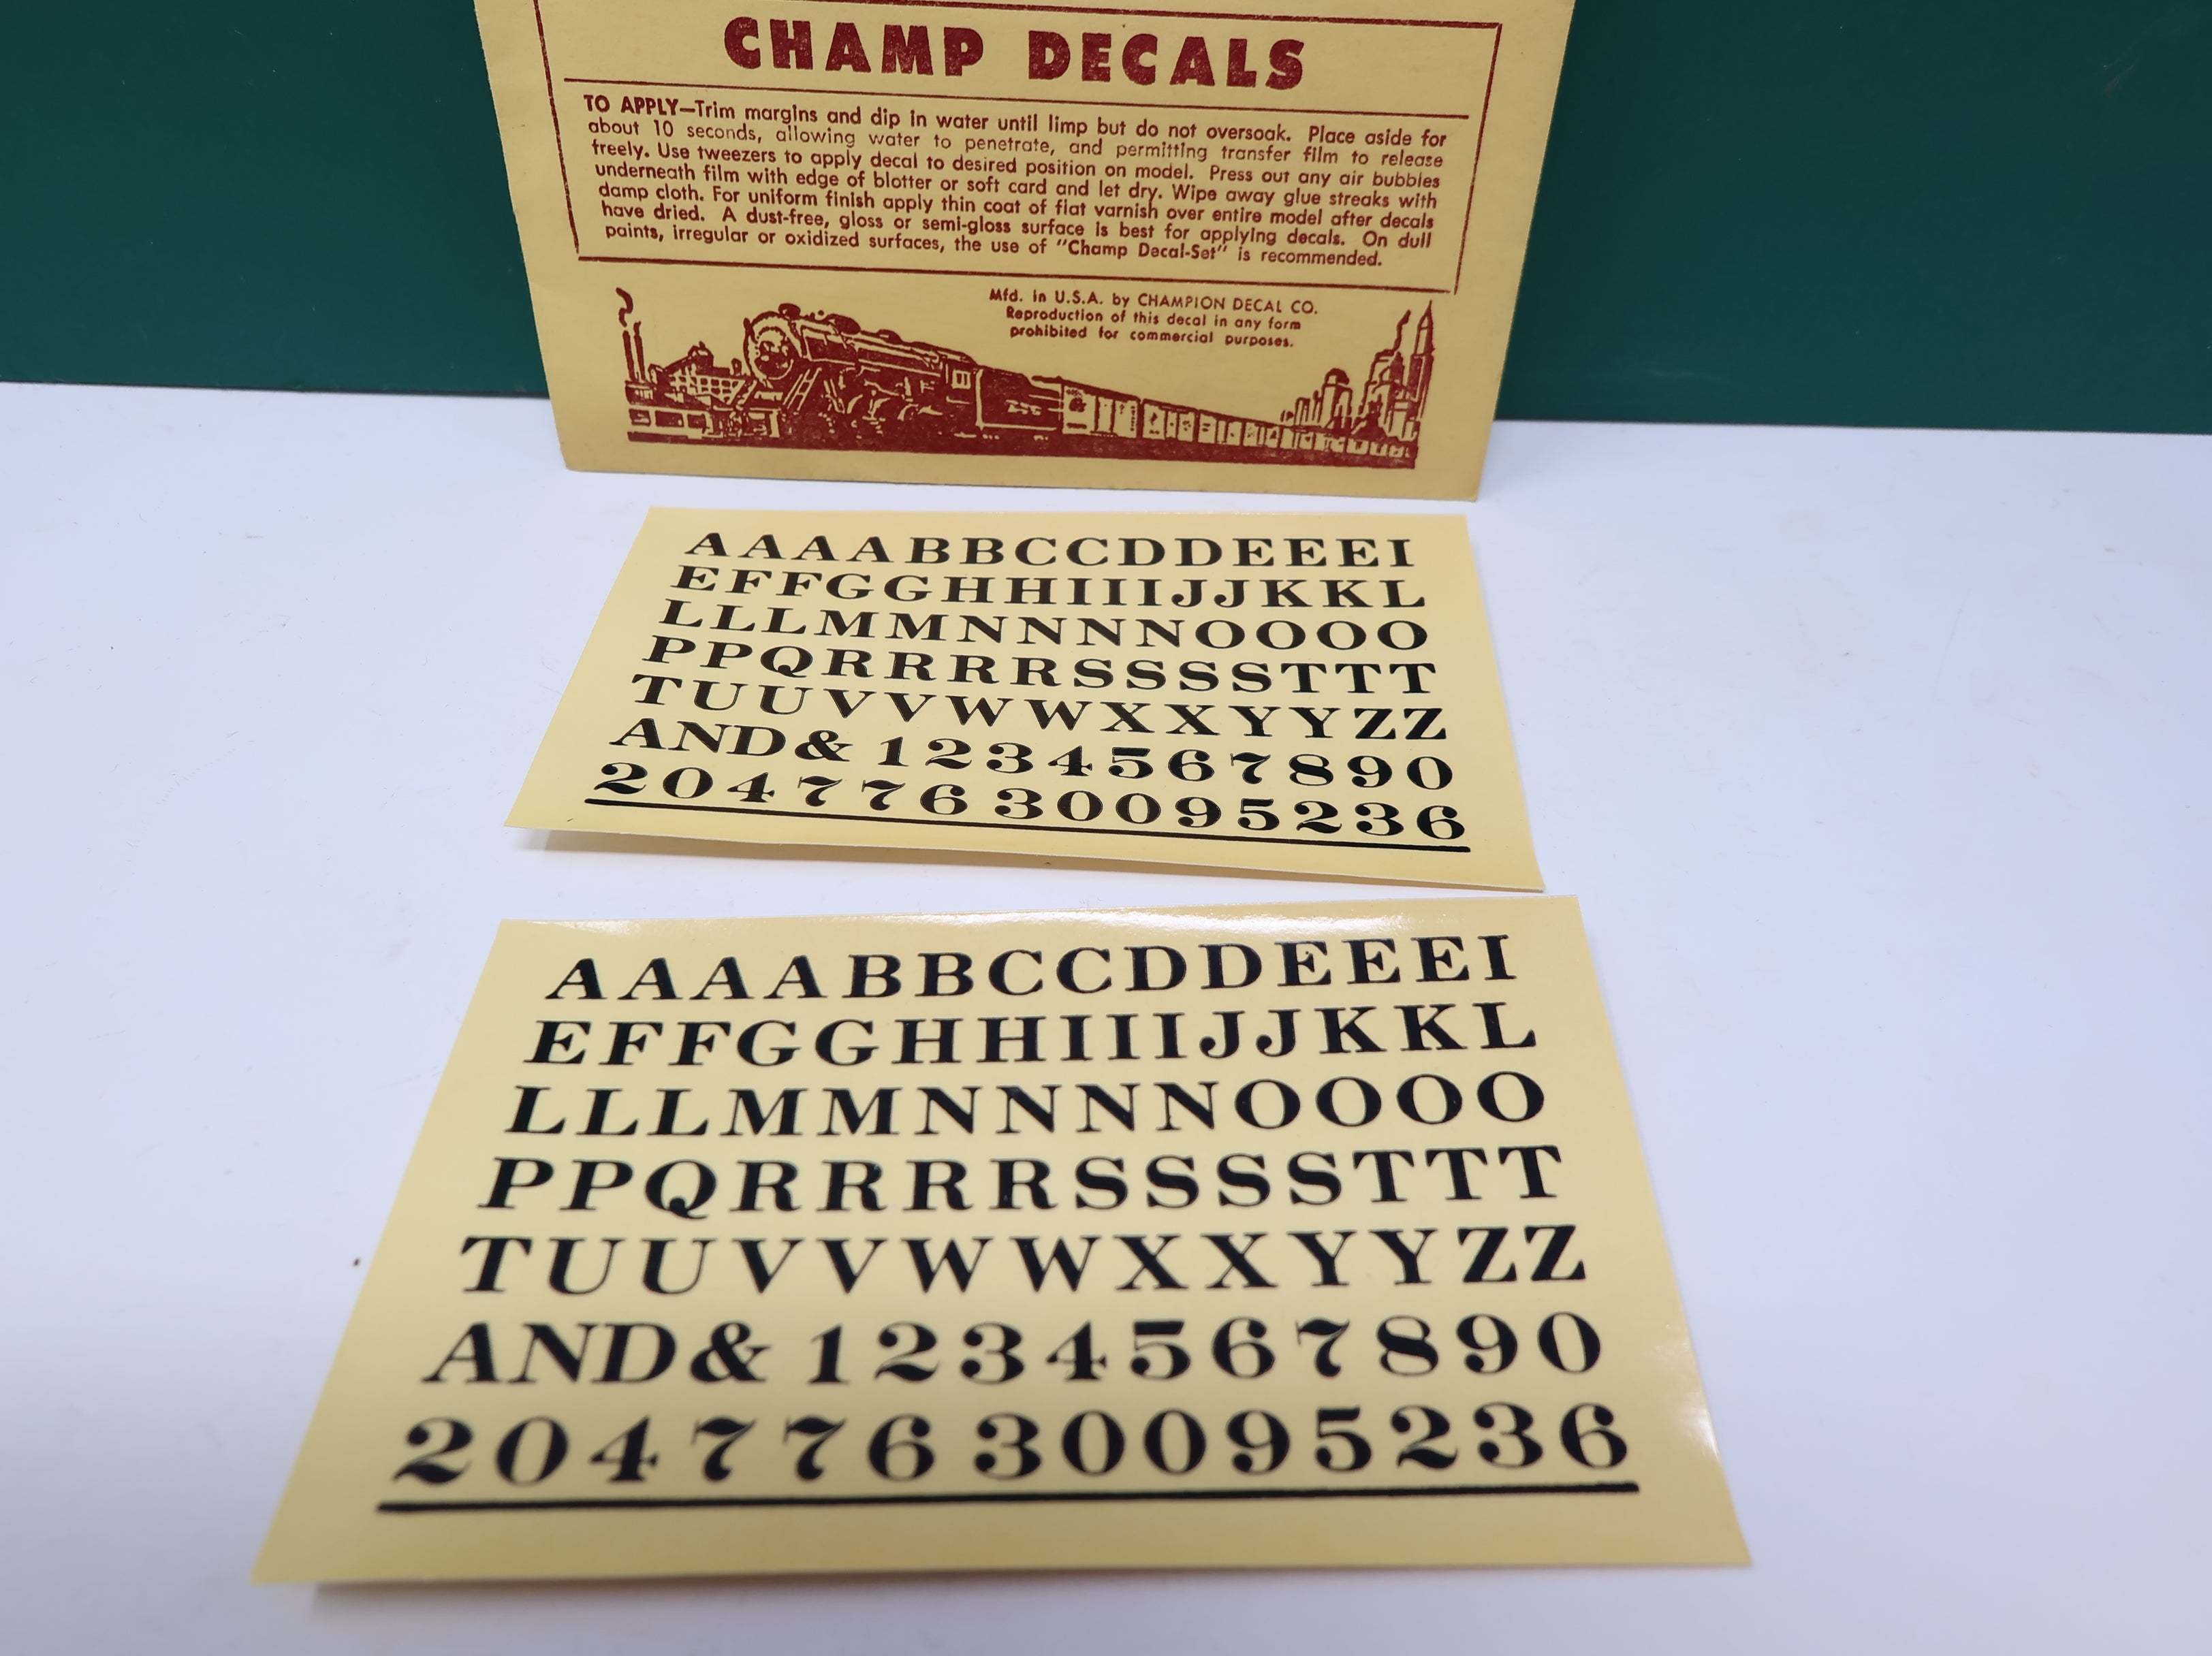 CHAMP DECALS
TO APPLY—Trim margins and dip in water until limp but do not oversoak. Place aside for
about 10 seconds, allowing water to penetrate, and permitting transfer film to release
freely. Use tweezers to apply decal to desired position on model. Press out any air bubbles
underneath film with edge of blotter or soft card and let dry. Wipe away glue streaks with
damp cloth. For uniform finish apply thin coat of flat varnish over entire model after decals
have dried. A dust-free, gloss or semi-gloss surface is best for applying decals. On dull
paints, irregular or oxidized surfaces, the use of "Champ Decal-Set" is recommended.
Mfd. in U.S.A. by CHAMPION DECAL CO.
Reproduction of this decal in any form
prohibited for commercial purposes.
AAAABBCCDDEEEI
EFFGGHHIIIJJKKL
LLLMMNNNNOOOO
PPQRRRRSSSSTTT
TUUVVWWXXYYZZ
AND& 1234567890
204776 30095236
AAAABBCCDDEEEI
EFFGGHHIIIJJKKL
LLLMMNNNNOOOO
PPQRRRRSSSSTTT
TUUVVWWXXYYZZ
AND& 1234567890
204776 30095236